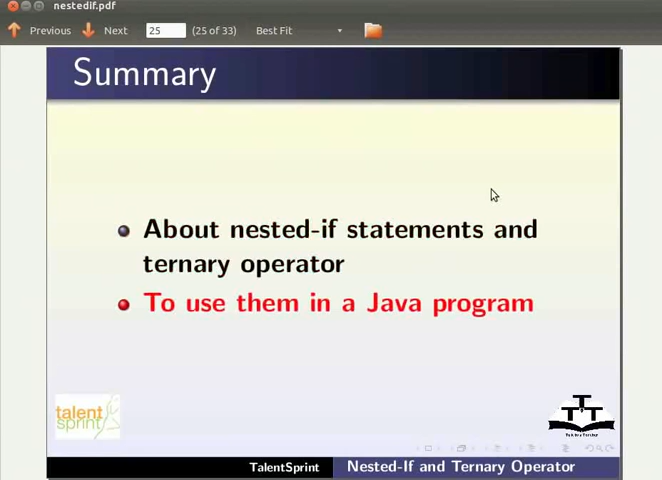 nestedif.pdf
Previous Next 25 (25 of 33) Best Fit
Summary
About nested-if statements and
ternary operator
To use them in a Java program
talent
sprint
TalentSprint Nested-If and Ternary Operator